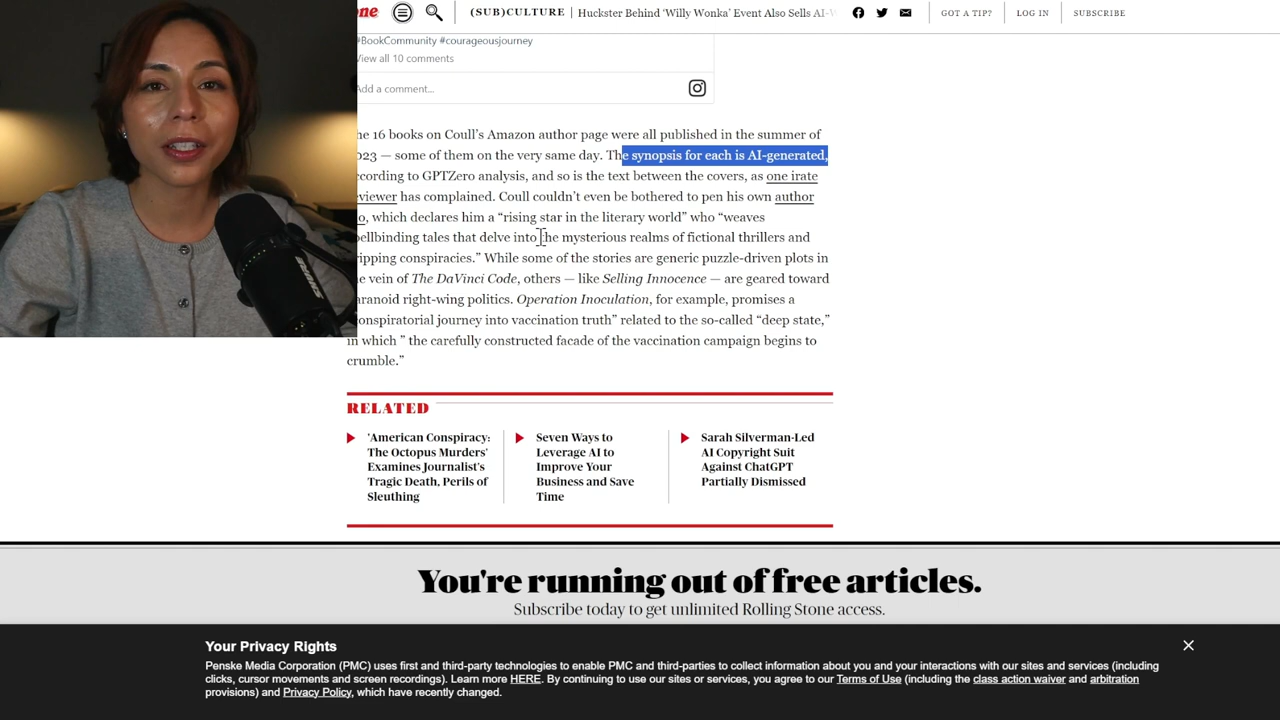 (SUB)CULTURE | Huckster Behind 'Willy Wonka' Event Also Sells AI-W
GOT A TIP?
LOG IN
SUBSCRIBE
#BookCommunity #courageousjourney
View all 10 comments
Add a comment...
16 books on Coull's Amazon author page were all published in the summer of
— some of them on the very same day. The synopsis for each is AI-generated,
according to GPTZero analysis, and so is the text between the covers, as one irate
reviewer has complained. Coull couldn't even be bothered to pen his own author
which declares him a "rising star in the literary world" who "weaves
spellbinding tales that delve into the mysterious realms of fictional thrillers and
gripping conspiracies." While some of the stories are generic puzzle-driven plots in
the vein of The DaVinci Code, others — like Selling Innocence — are geared toward
paranoid right-wing politics. Operation Inoculation, for example, promises a
conspiratorial journey into vaccination truth" related to the so-called "deep state,"
in which " the carefully constructed facade of the vaccination campaign begins to
crumble."
RELATED
'American Conspiracy:
The Octopus Murders'
Examines Journalist's
Tragic Death, Perils of
Sleuthing
Seven Ways to
Leverage AI to
Improve Your
Business and Save
Time
Sarah Silverman-Led
AI Copyright Suit
Against ChatGPT
Partially Dismissed
You're running out of free articles.
Subscribe today to get unlimited Rolling Stone access.
Your Privacy Rights
Penske Media Corporation (PMC) uses first and third-party technologies to enable PMC and third-parties to collect information about you and your interactions with our sites and services (including
clicks, cursor movements and screen recordings). Learn more HERE. By continuing to use our sites or services, you agree to our Terms of Use (including the class action waiver and arbitration
provisions) and Privacy Policy, which have recently changed.